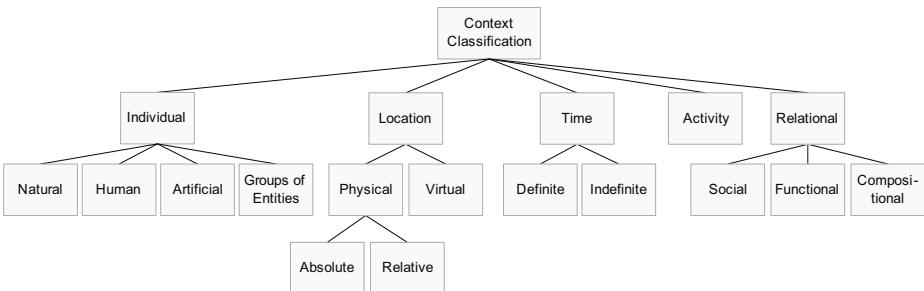 Context
Classification
Individual
Location
Time
Activity
Relational
Natural
Human
Artificial
Groups of
Entities
Physical
Virtual
Definite
Indefinite
Social
Functional
Composi-
tional
Absolute
Relative